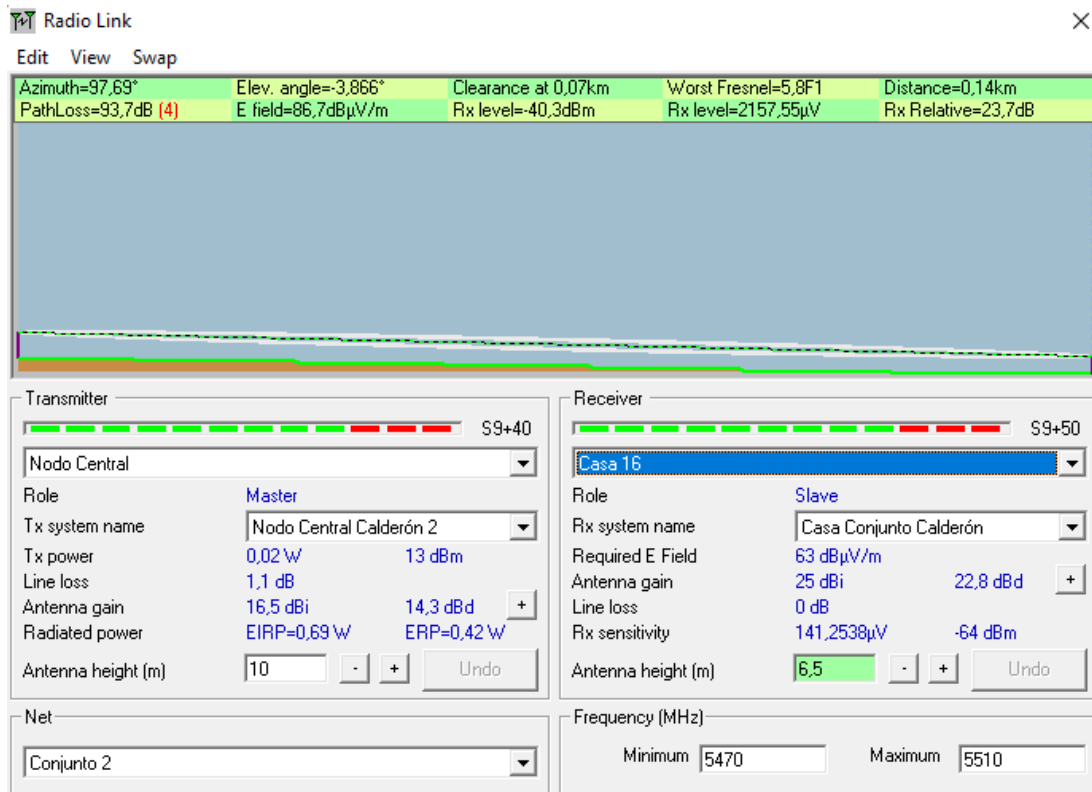 Radio Link
Edit View Swap
Azimuth=97,69° Elev. angle=-3,866° Clearance at 0,07km Worst Fresnel=5,8F1 Distance=0,14km
PathLoss=93,7dB (4) E field=86,7dBµV/m Rx level=-40,3dBm Rx level=2157,55µV Rx Relative=23,7dB
Transmitter
S9+40
Nodo Central
Role Master
Tx system name Nodo Central Calderón 2
Tx power 0,02 W 13 dBm
Line loss 1,1 dB
Antenna gain 16,5 dBi 14,3 dBd +
Radiated power EIRP=0,69 W ERP=0,42 W
Antenna height (m) 10 - + Undo
Receiver
S9+50
Casa 16
Role Slave
Rx system name Casa Conjunto Calderón
Required E Field 63 dBµV/m
Antenna gain 25 dBi 22,8 dBd +
Line loss 0 dB
Rx sensitivity 141,2538µV -64 dBm
Antenna height (m) 6,5 - + Undo
Net
Conjunto 2
Frequency (MHz)
Minimum 5470 Maximum 5510